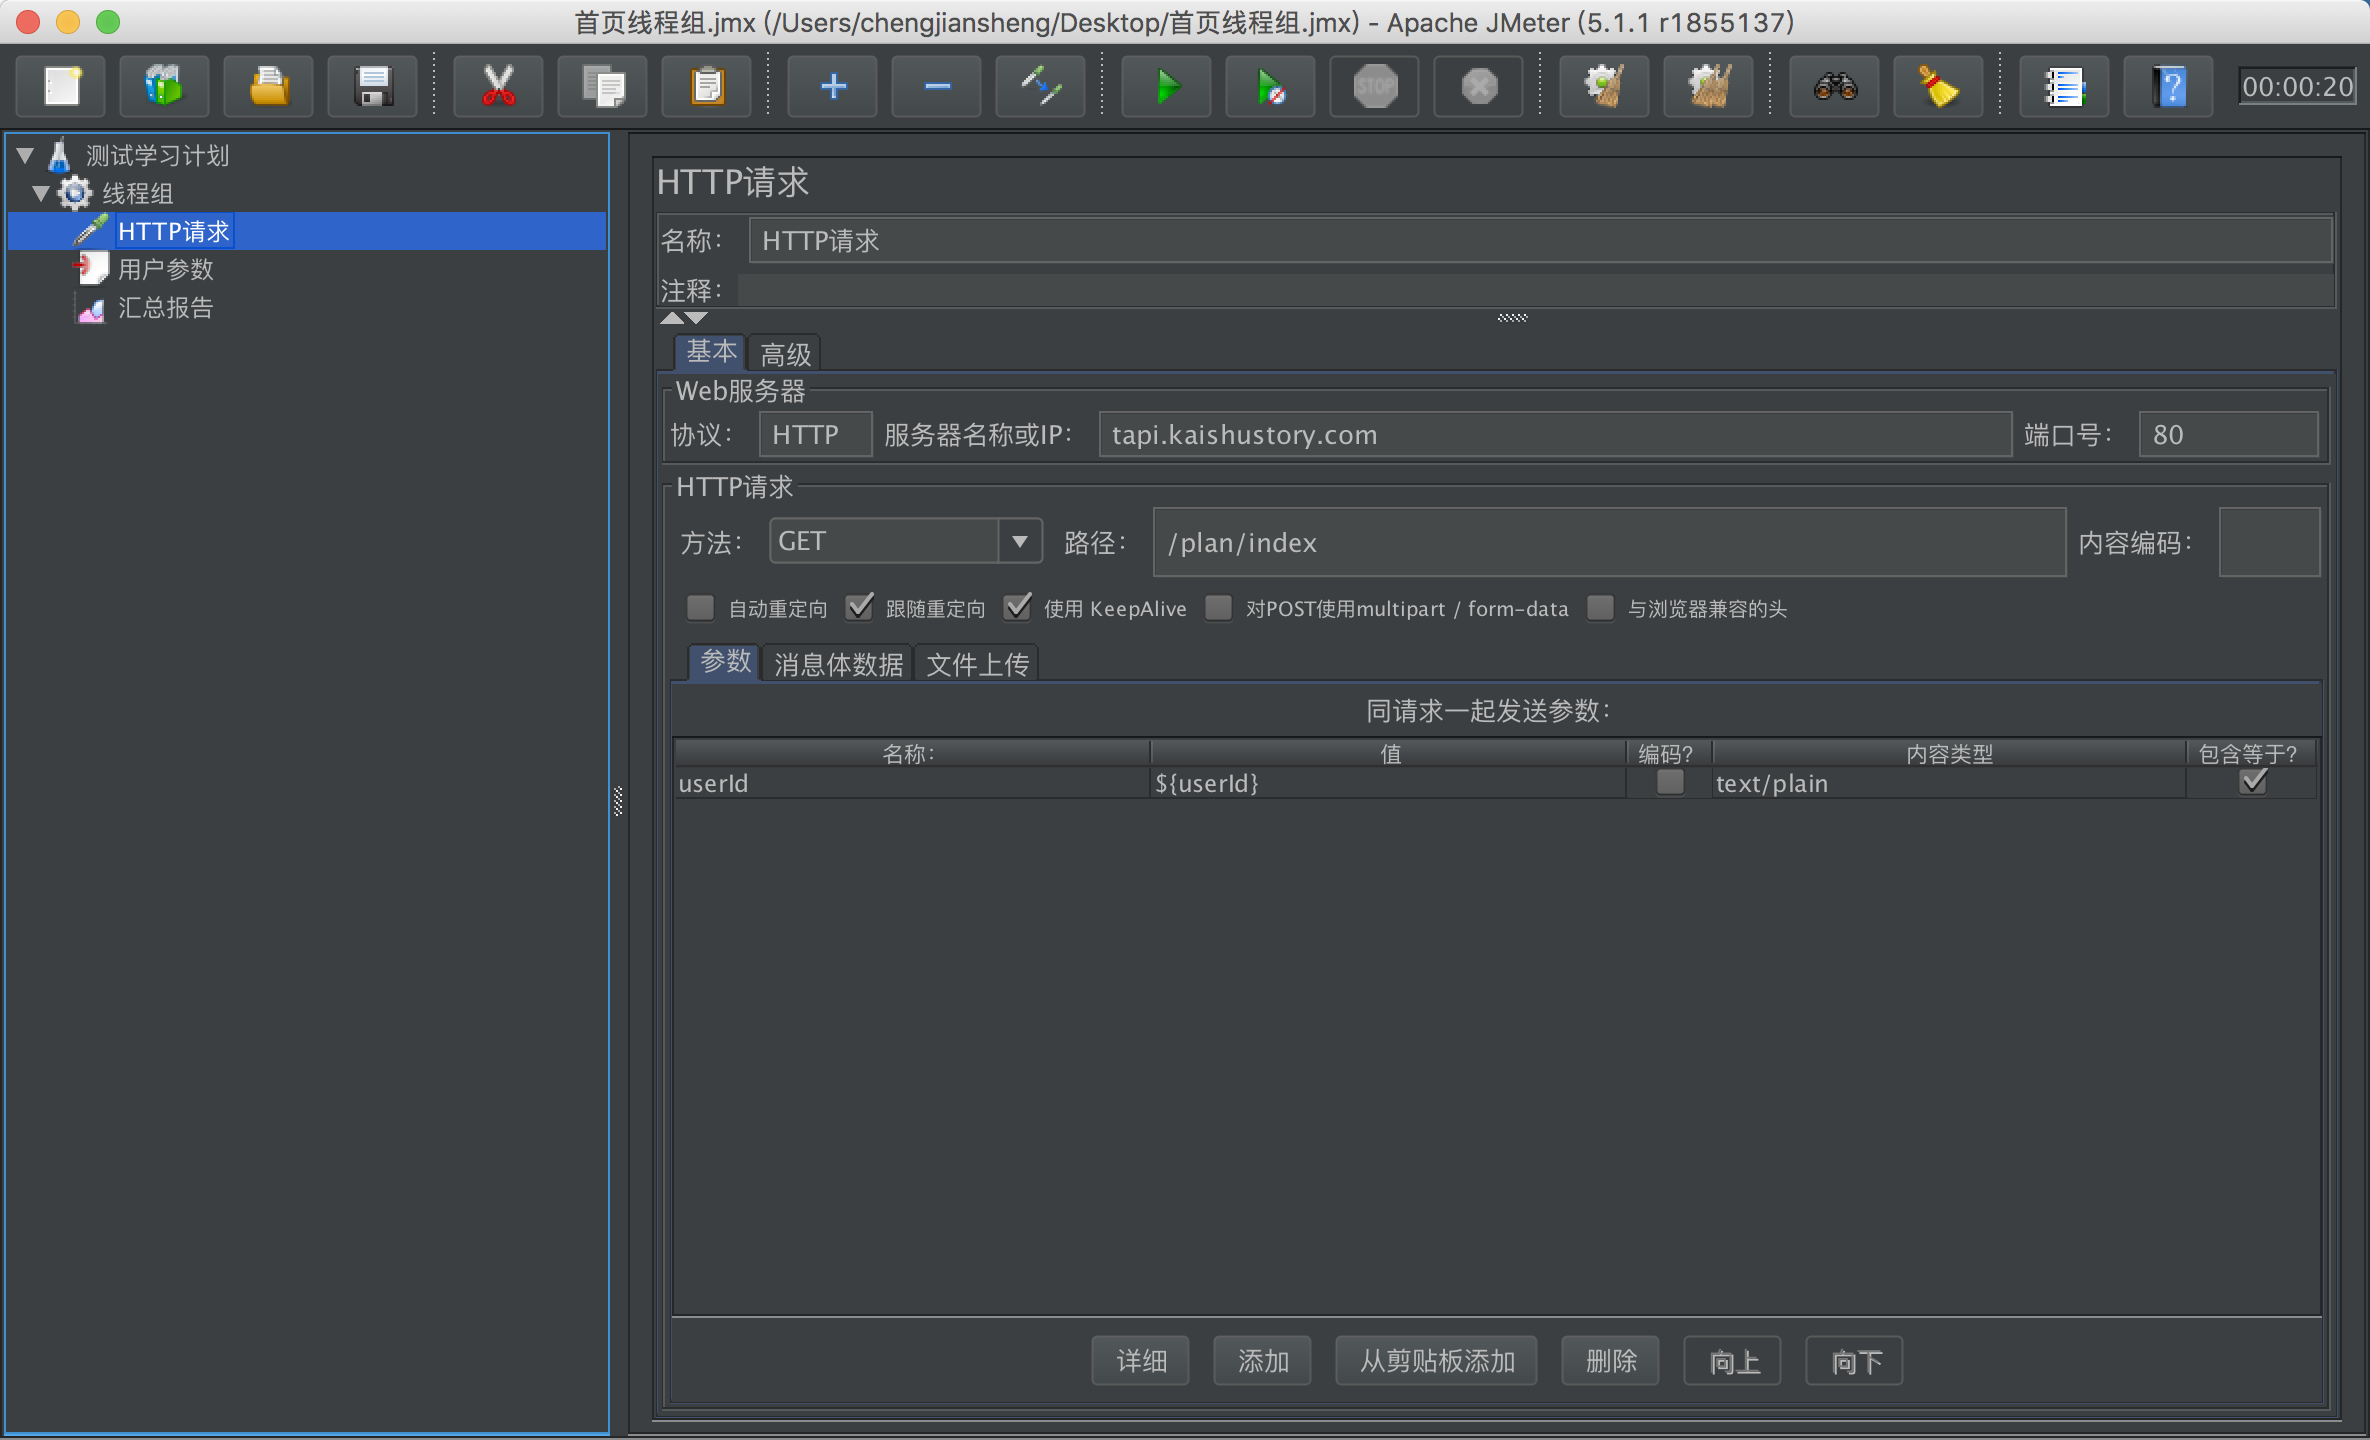 首页线程组.jmx (/Users/chengjiansheng/Desktop/首页线程组.jmx) - Apache JMeter (5.1.1 r1855137)
STOP
00:00:20
测试学习计划
线程组
HTTP请求
用户参数
汇总报告
HTTP请求
名称： HTTP请求
注释：
基本 高级
Web服务器
协议： HTTP 服务器名称或IP： tapi.kaishustory.com 端口号： 80
HTTP请求
方法： GET 路径： /plan/index 内容编码：
自动重定向 跟随重定向 使用 KeepAlive 对POST使用multipart / form-data 与浏览器兼容的头
参数 消息体数据 文件上传
同请求一起发送参数：
名称： 值 编码? 内容类型 包含等于?
userId ${userId} text/plain
详细 添加 从剪贴板添加 删除 向上 向下